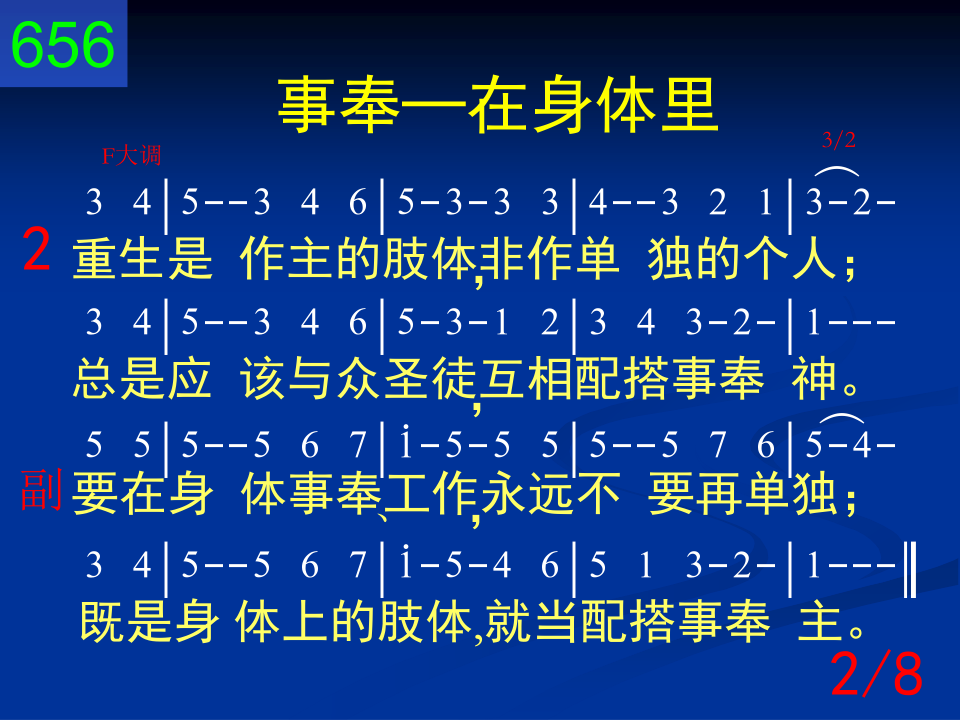 656
事奉—在身体里
F大调
3/2
3 4|5--3 4 6|5-3-3 3|4--3 2 1|3-2-
2 重生是 作主的肢体,非作单 独的个人；
3 4|5--3 4 6|5-3-1 2|3 4 3-2-|1---
总是应 该与众圣徒,互相配搭事奉 神。
5 5|5--5 6 7|i-5-5 5|5--5 7 6|5-4-
副 要在身 体事奉、工作,永远不 要再单独；
3 4|5--5 6 7|i-5-4 6|5 1 3-2-|1---‖
既是身 体上的肢体,就当配搭事奉 主。
2/8